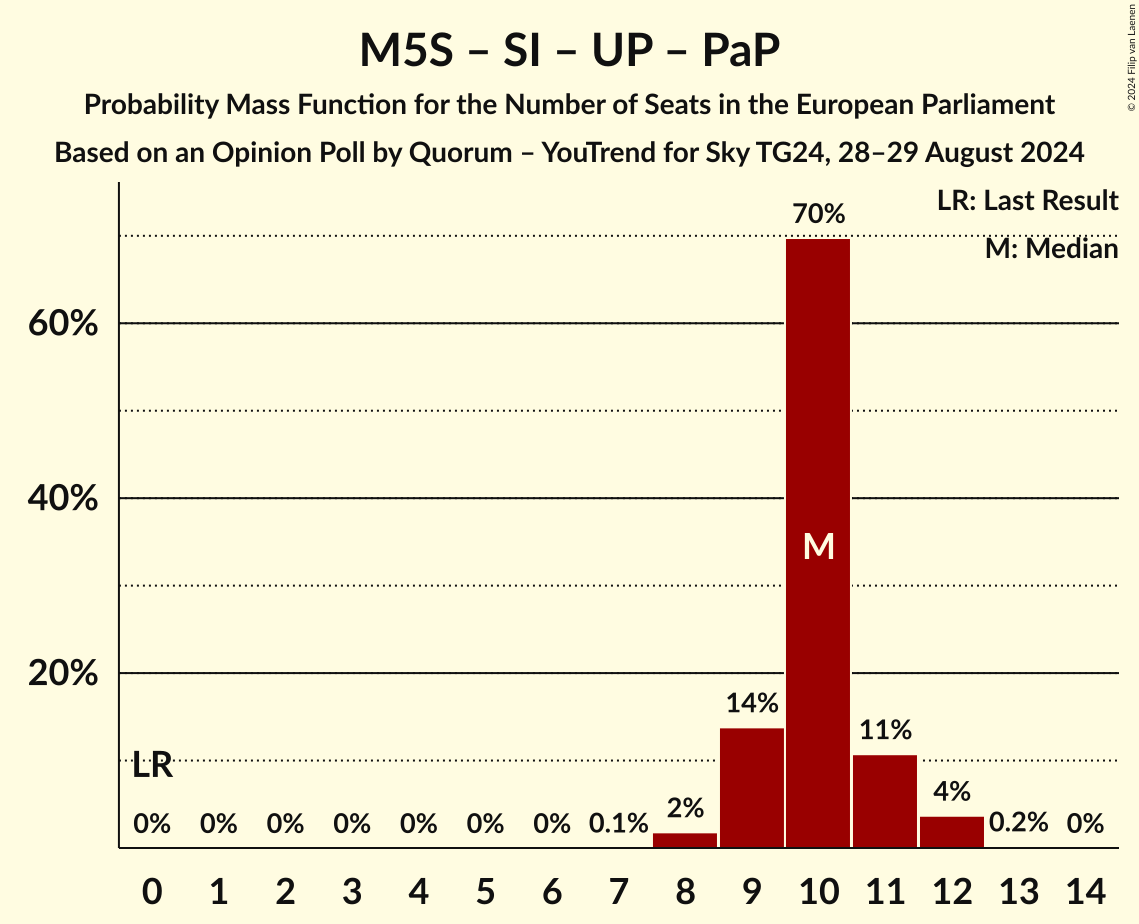 M5S – SI – UP – PaP
Probability Mass Function for the Number of Seats in the European Parliament
Based on an Opinion Poll by Quorum – YouTrend for Sky TG24, 28–29 August 2024
© 2024 Filip van Laenen
LR: Last Result
M: Median
70%
60%
40%
M
20%
14%
11%
LR
0% 0% 0% 0% 0% 0% 0% 0.1% 2% 4% 0.2% 0%
0 1 2 3 4 5 6 7 8 9 10 11 12 13 14